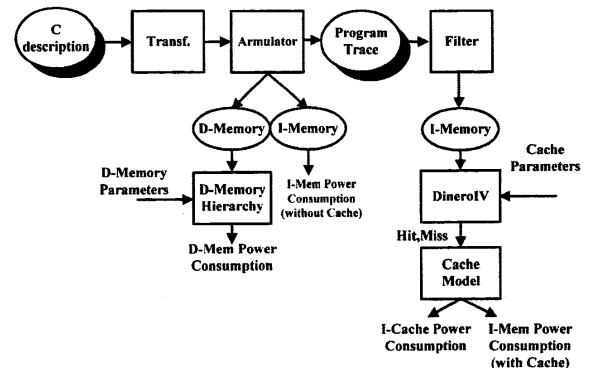 C
description
Transf.
Armulator
Program
Trace
Filter
D-Memory
I-Memory
I-Memory
Cache
Parameters
D-Memory
Parameters
D-Memory
Hierarchy
I-Mem Power
Consumption
(without Cache)
DineroIV
Hit,Miss
D-Mem Power
Consumption
Cache
Model
I-Cache Power
Consumption
I-Mem Power
Consumption
(with Cache)